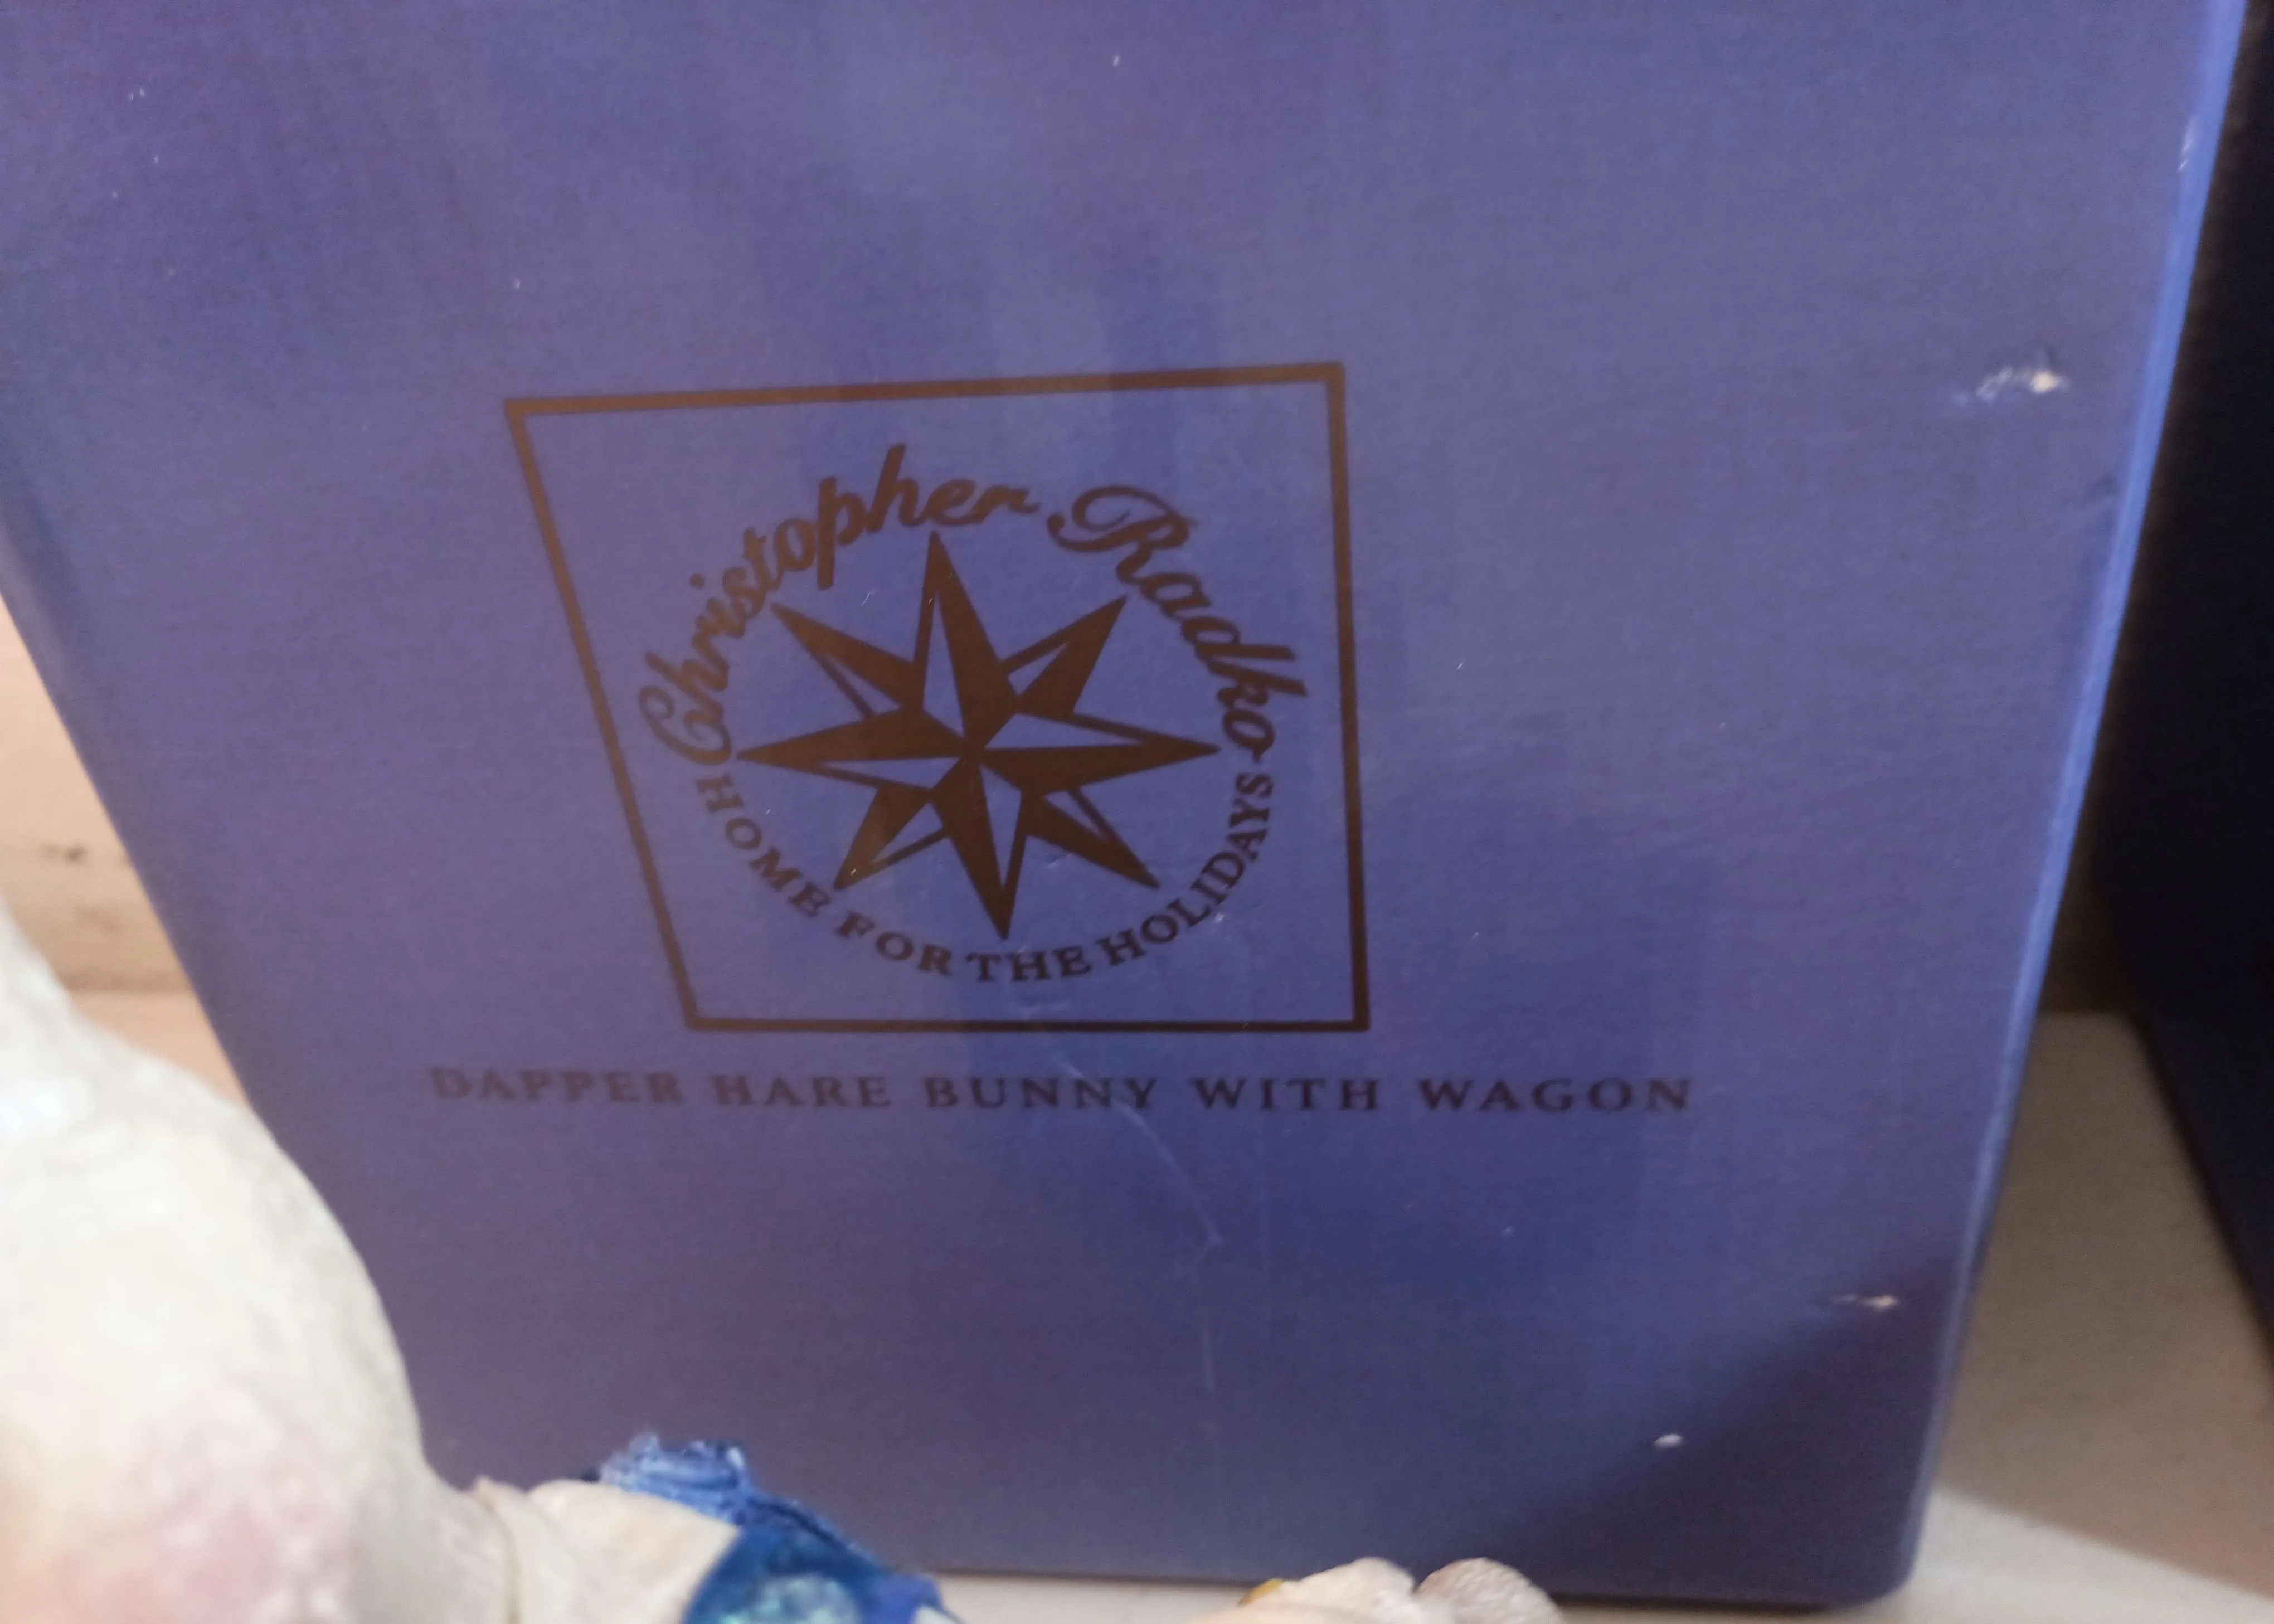 Christopher Radko
HOME FOR THE HOLIDAYS
DAPPER HARE BUNNY WITH WAGON